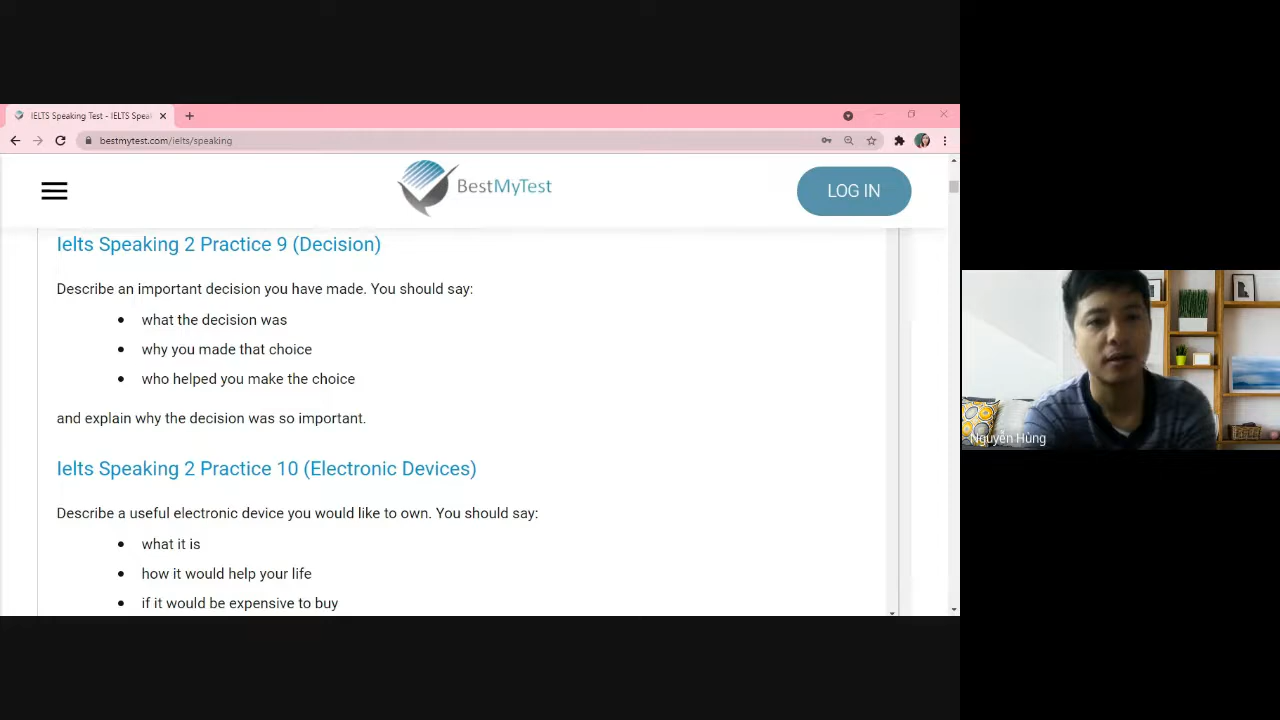 IELTS Speaking Test - IELTS Spea
bestmytest.com/ielts/speaking
BestMyTest
LOG IN
Ielts Speaking 2 Practice 9 (Decision)
Describe an important decision you have made. You should say:
what the decision was
why you made that choice
who helped you make the choice
and explain why the decision was so important.
Ielts Speaking 2 Practice 10 (Electronic Devices)
Describe a useful electronic device you would like to own. You should say:
what it is
how it would help your life
if it would be expensive to buy
Nguyễn Hùng